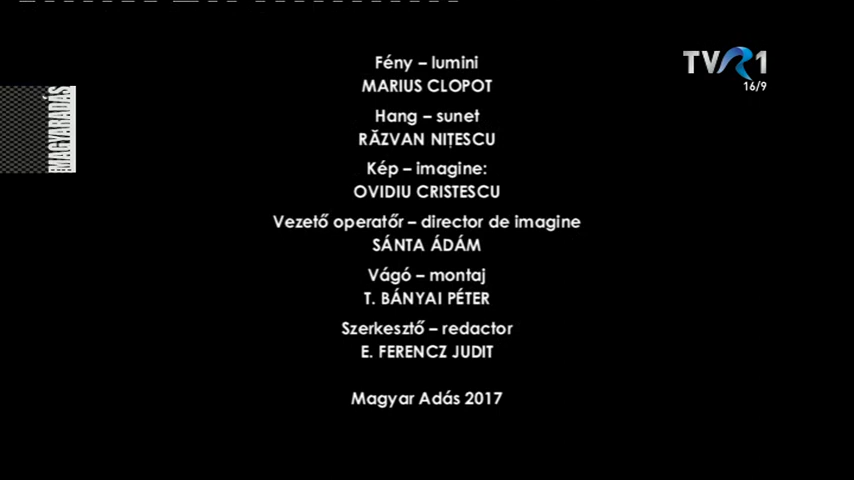 TVR1
16/9
MAGYARADÁS
Fény – lumini
MARIUS CLOPOT
Hang – sunet
RĂZVAN NIȚESCU
Kép – imagine:
OVIDIU CRISTESCU
Vezető operatőr – director de imagine
SÁNTA ÁDÁM
Vágó – montaj
T. BÁNYAI PÉTER
Szerkesztő – redactor
E. FERENCZ JUDIT
Magyar Adás 2017